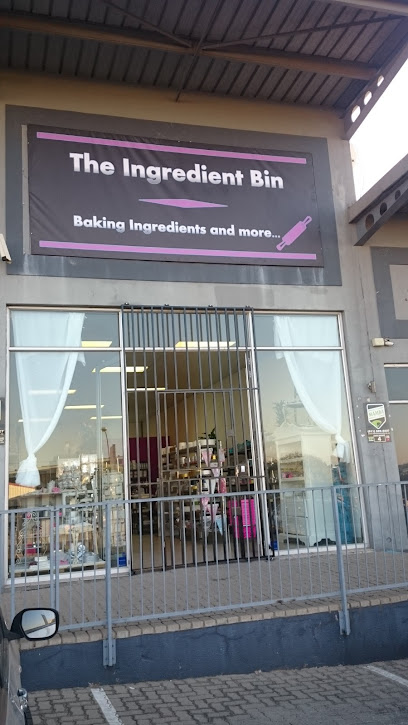 The Ingredient Bin
Baking Ingredients and more...